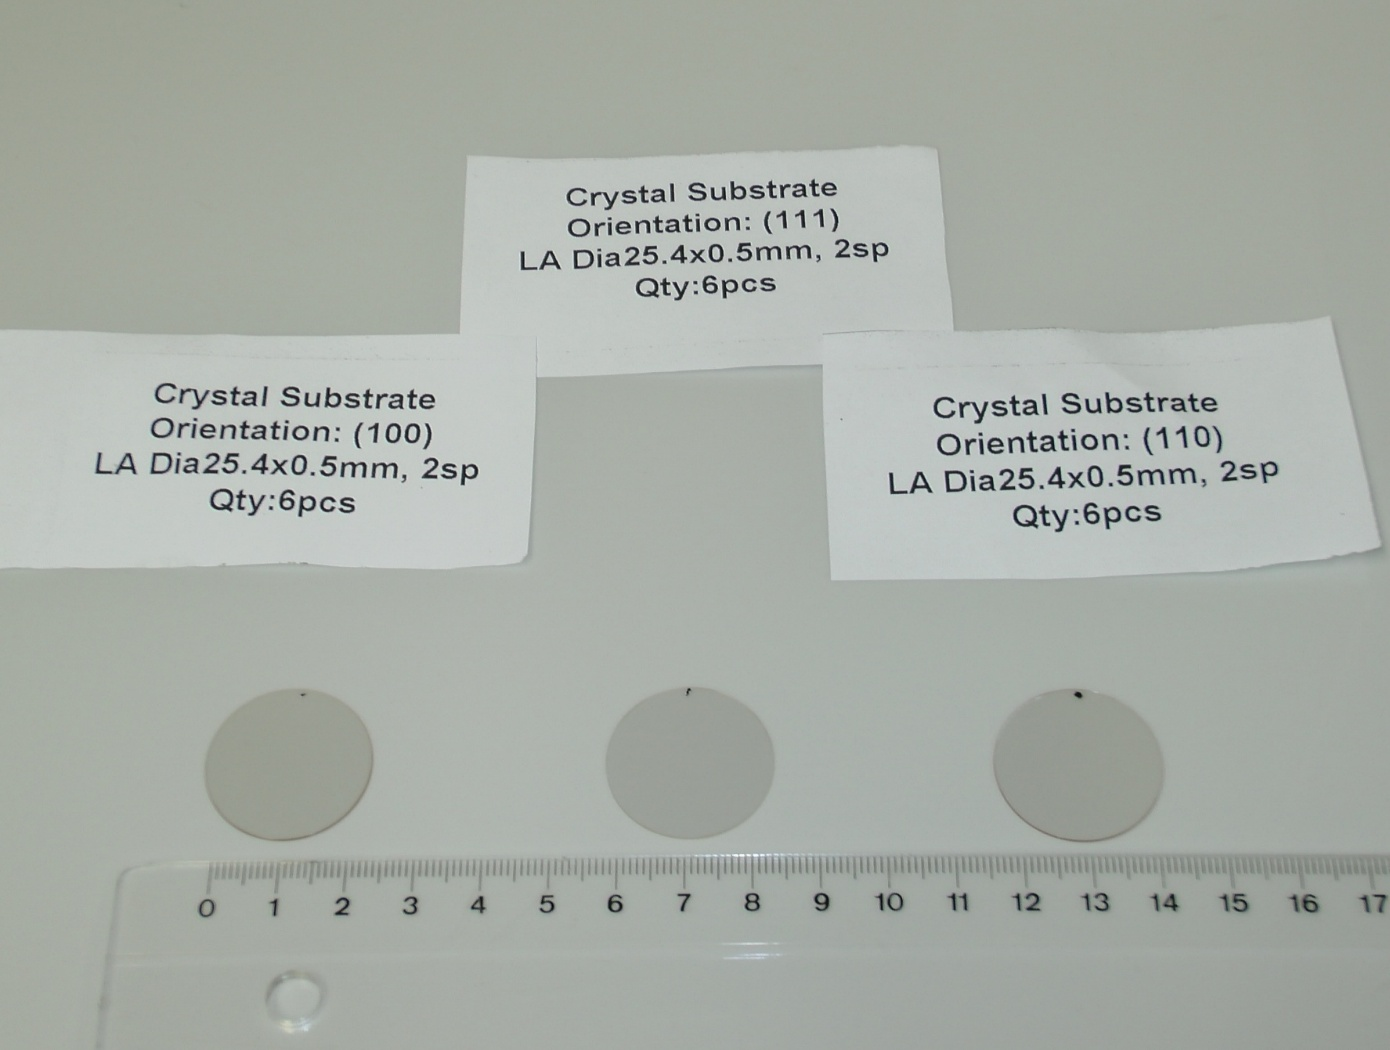 Crystal Substrate
Orientation: (111)
LA Dia25.4x0.5mm, 2sp
Qty:6pcs
Crystal Substrate
Orientation: (100)
LA Dia25.4x0.5mm, 2sp
Qty:6pcs
Crystal Substrate
Orientation: (110)
LA Dia25.4x0.5mm, 2sp
Qty:6pcs
0 1 2 3 4 5 6 7 8 9 10 11 12 13 14 15 16 17